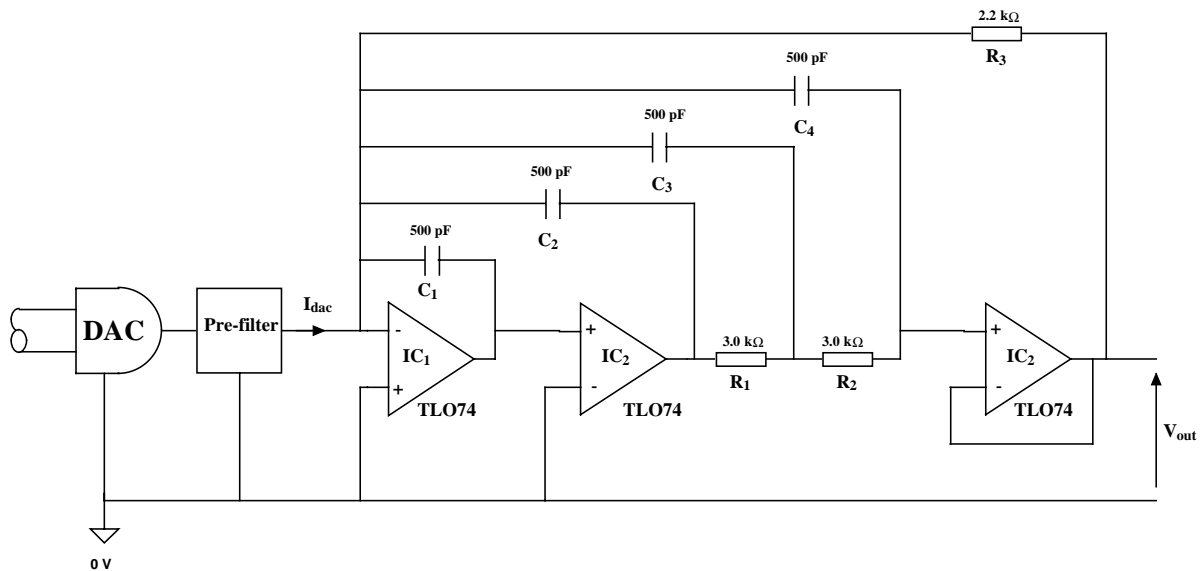 2.2 kΩ
R3
500 pF
C4
500 pF
C3
500 pF
C2
500 pF
C1
DAC
Pre-filter
Idac
-
+
IC1
TLO74
+
-
IC2
TLO74
3.0 kΩ
R1
3.0 kΩ
R2
+
-
IC2
TLO74
Vout
0 V